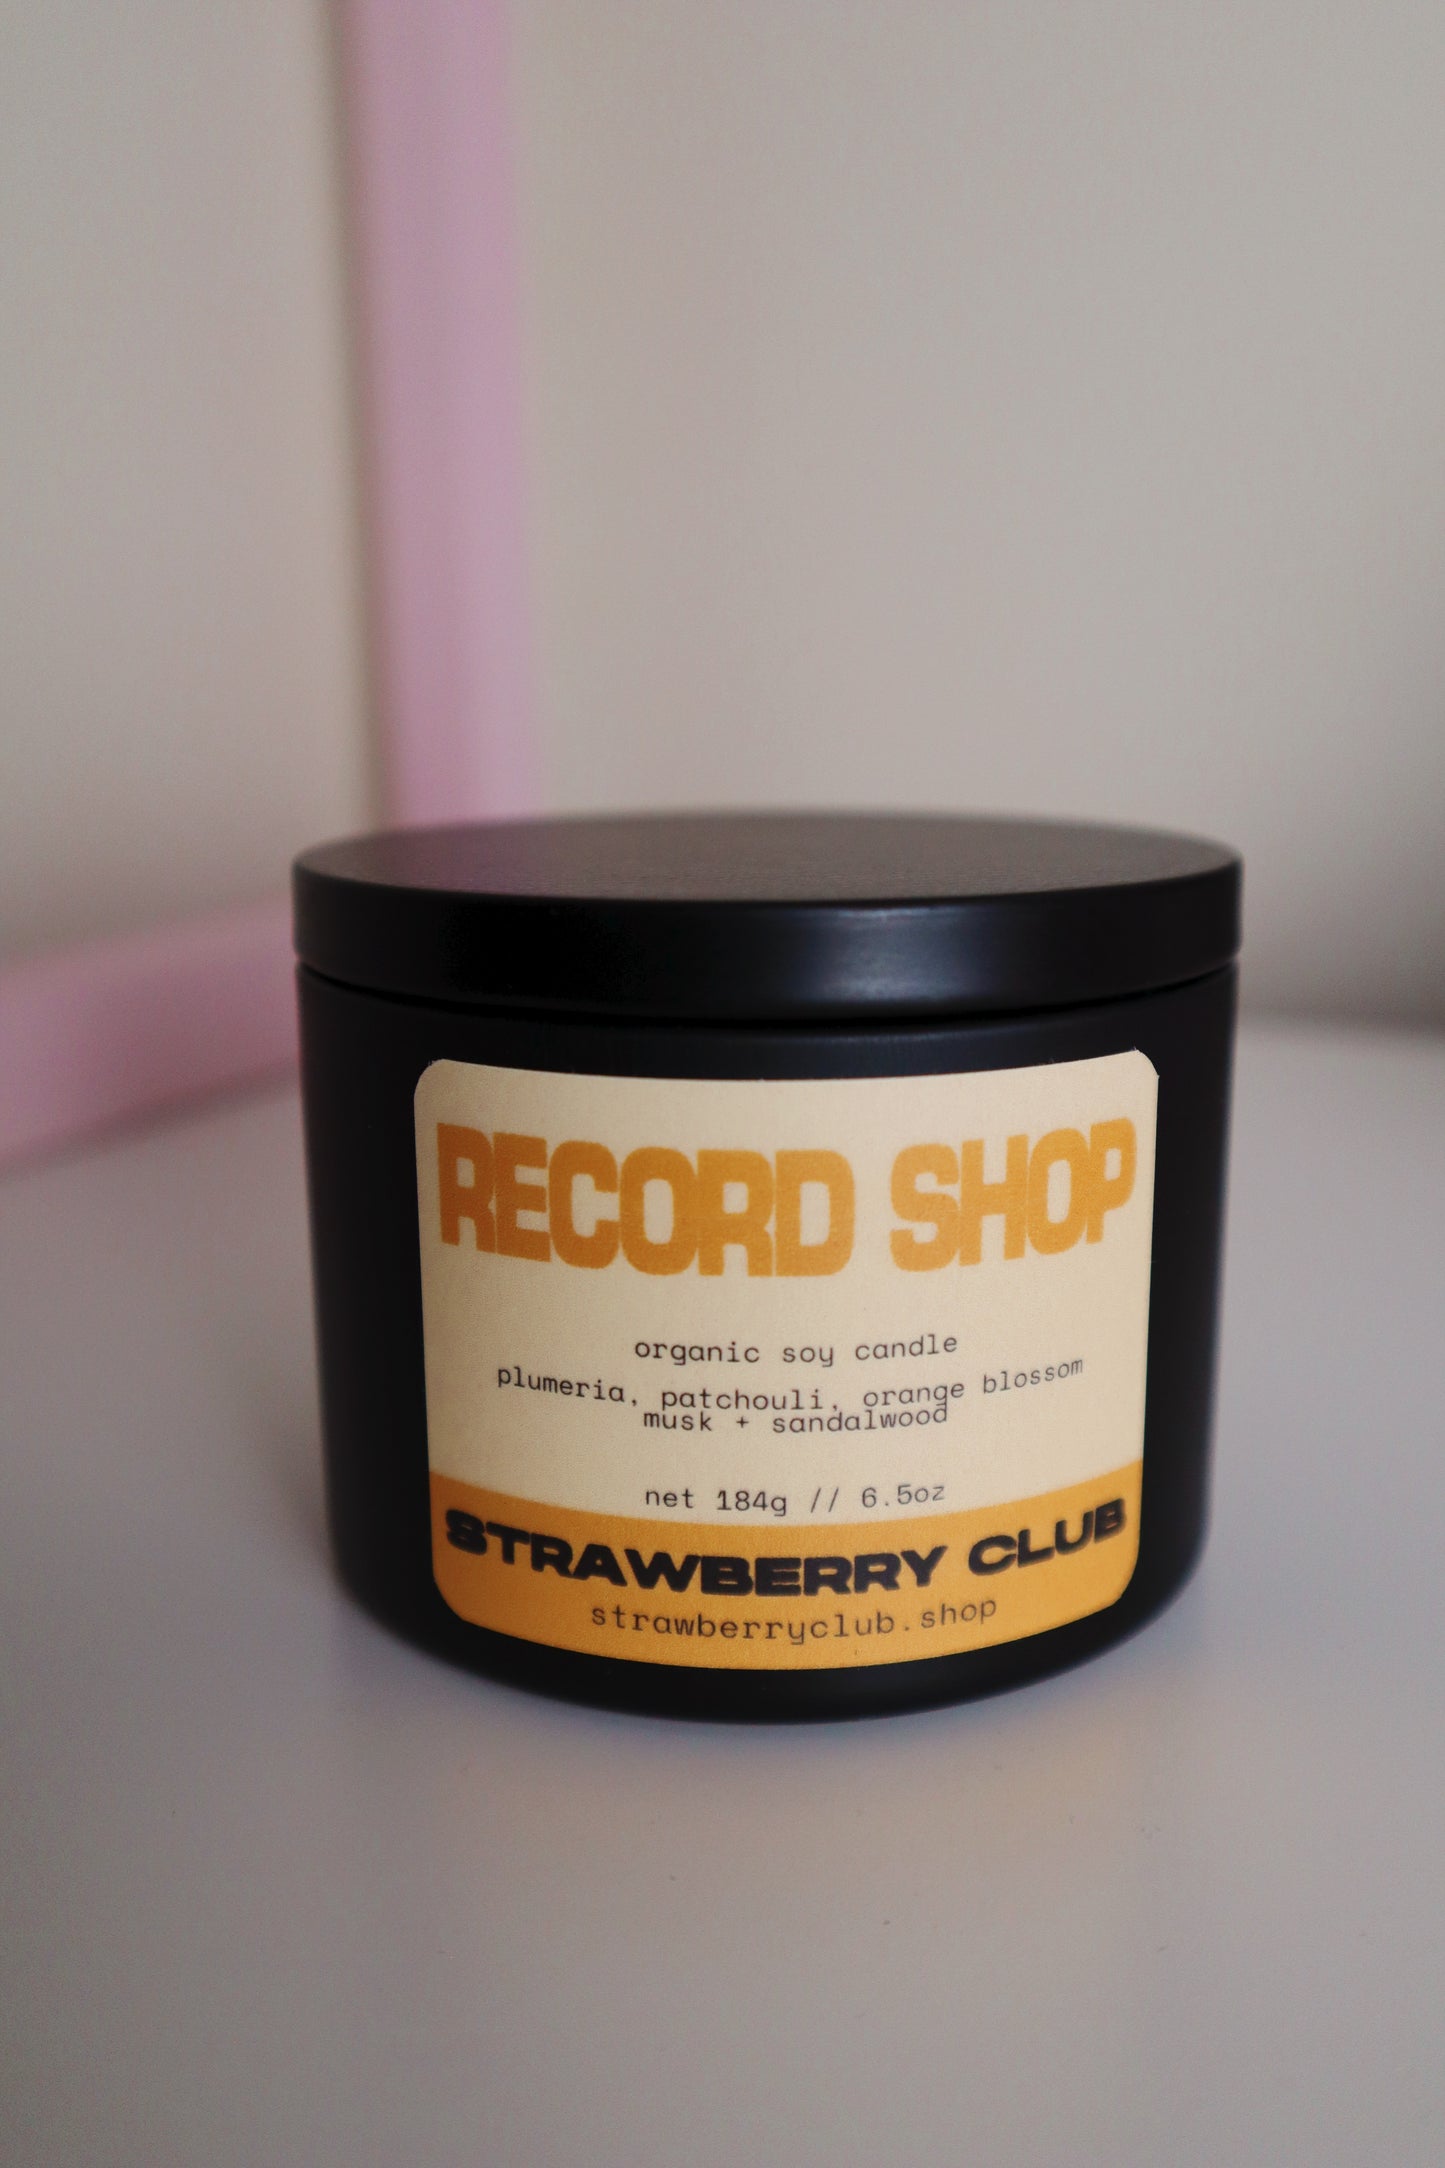 RECORD SHOP
organic soy candle
plumeria, patchouli, orange blossom
musk + sandalwood
net 184g // 6.5oz
STRAWBERRY CLUB
strawberryclub.shop